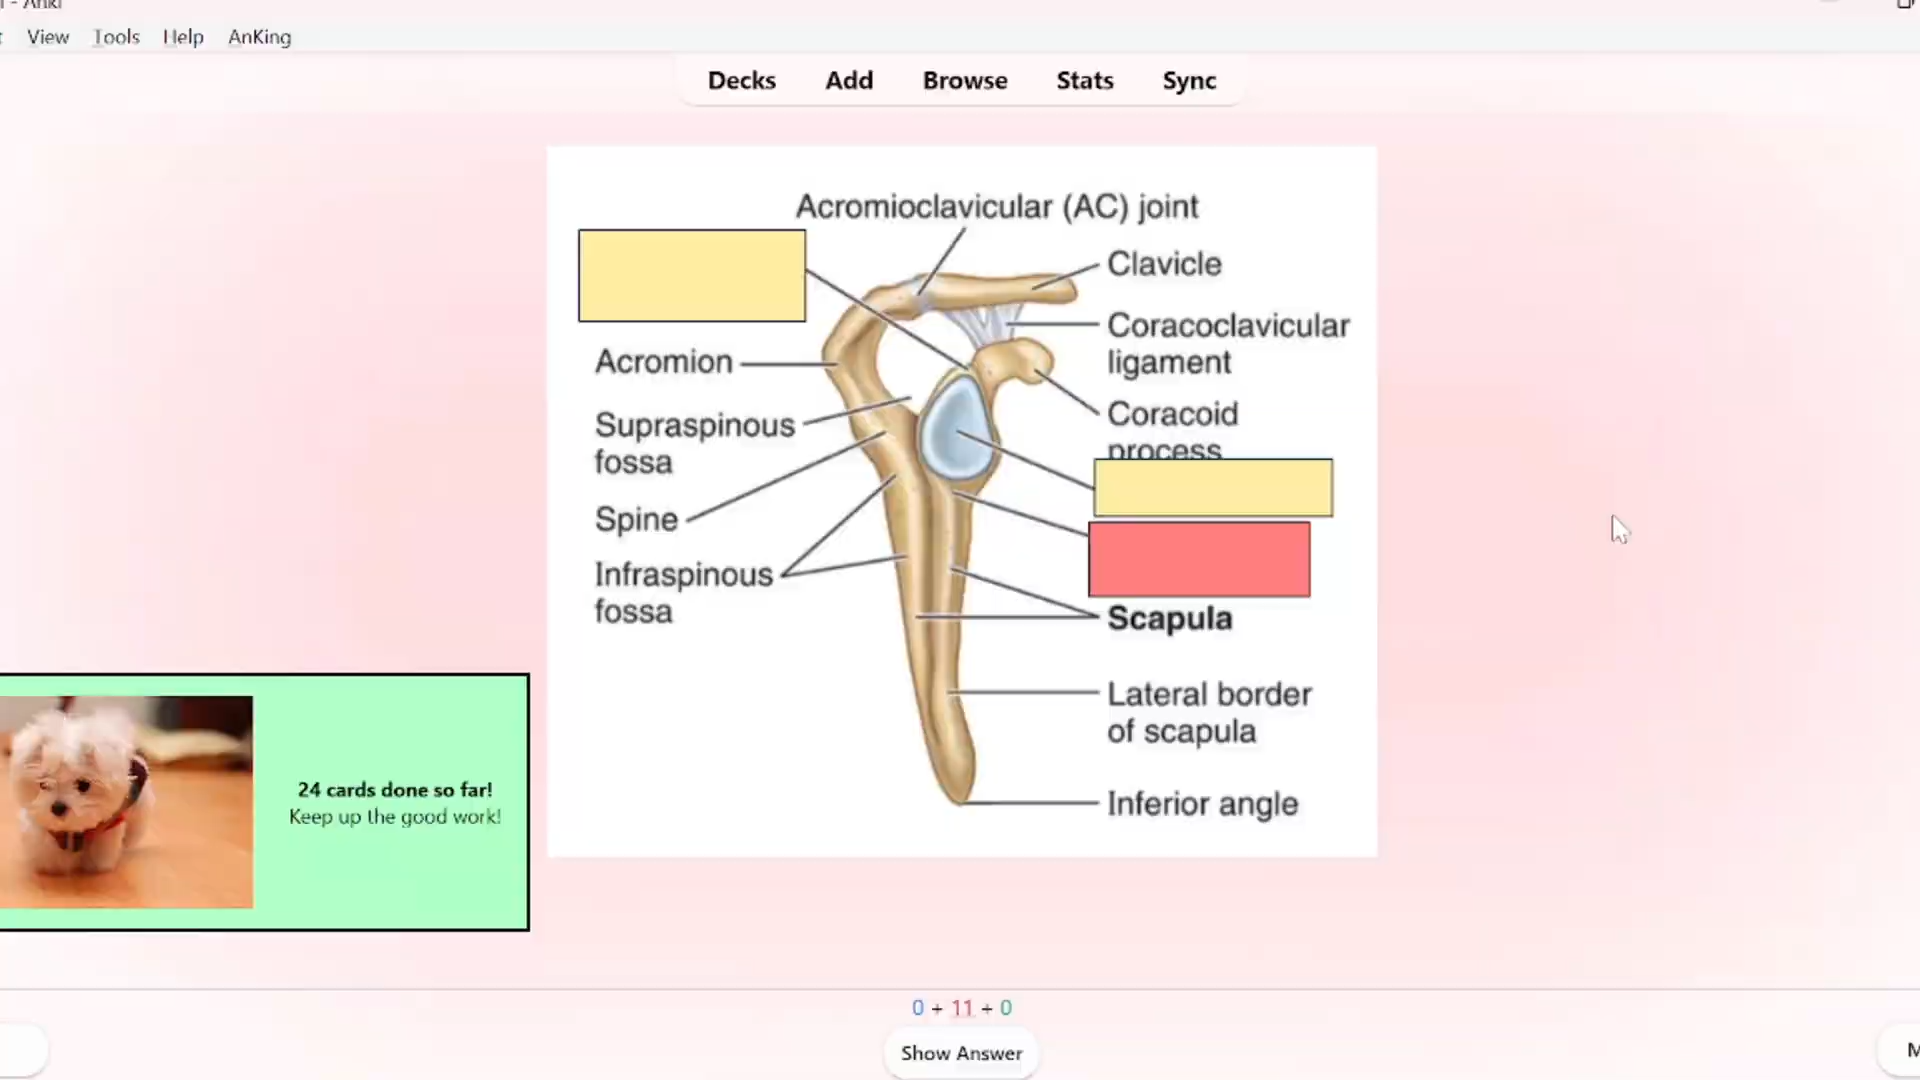 View Tools Help AnKing
Decks Add Browse Stats Sync
Acromioclavicular (AC) joint
Clavicle
Coracoclavicular
ligament
Acromion
Coracoid
process
Supraspinous
fossa
Spine
Infraspinous
fossa
Scapula
Lateral border
of scapula
Inferior angle
24 cards done so far!
Keep up the good work!
0 + 11 + 0
Show Answer